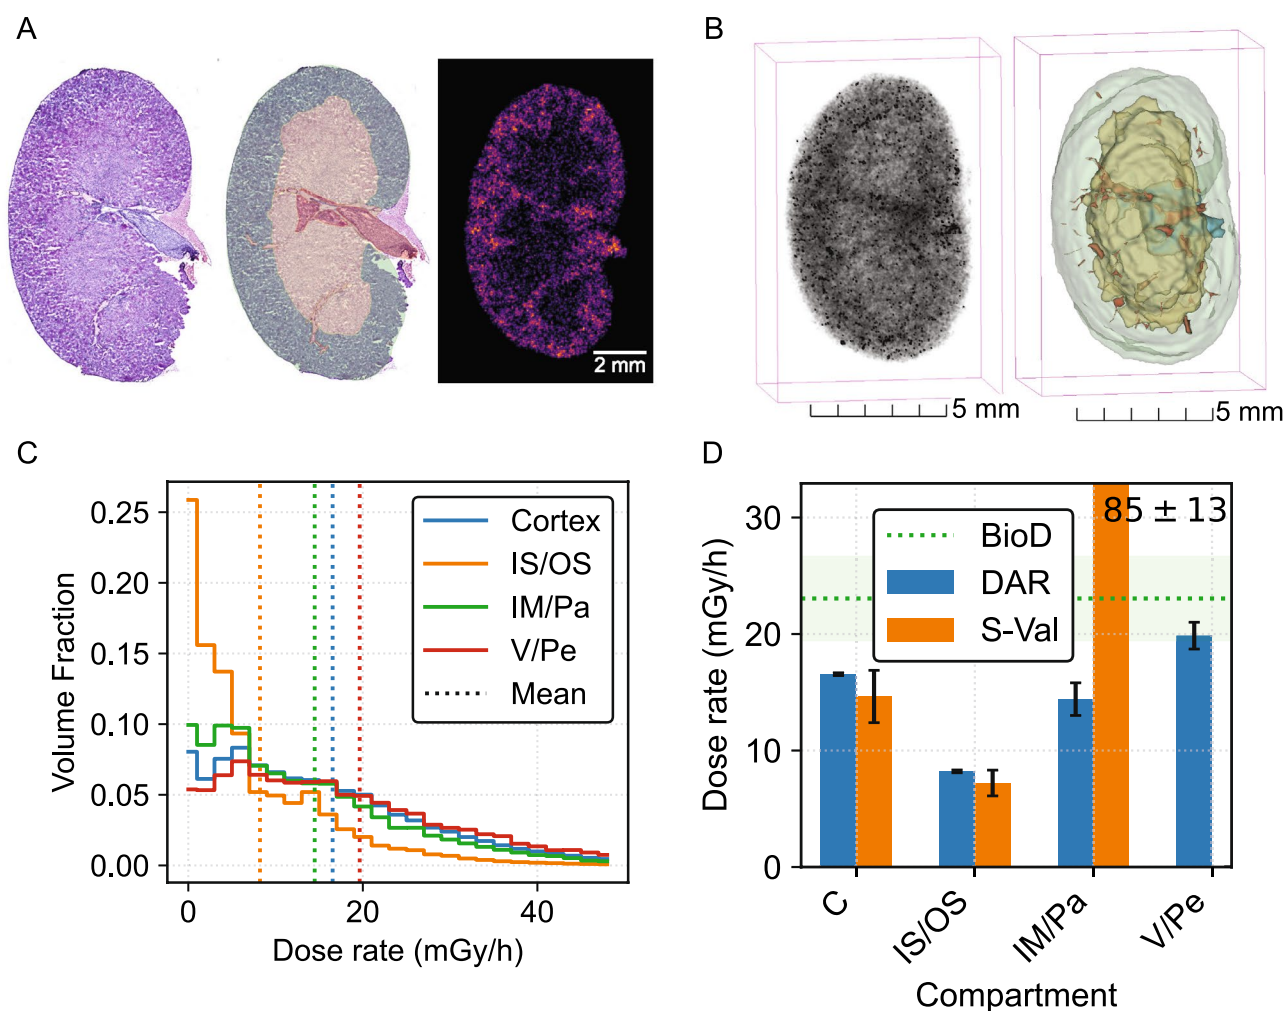 A
2 mm
B
5 mm
5 mm
C
Volume Fraction
0.25
0.20
0.15
0.10
0.05
0.00
Cortex
IS/OS
IM/Pa
V/Pe
Mean
0
20
40
Dose rate (mGy/h)
D
Dose rate (mGy/h)
30
20
10
0
85 ± 13
BioD
DAR
S-Val
C
IS/OS
IM/Pa
V/Pe
Compartment